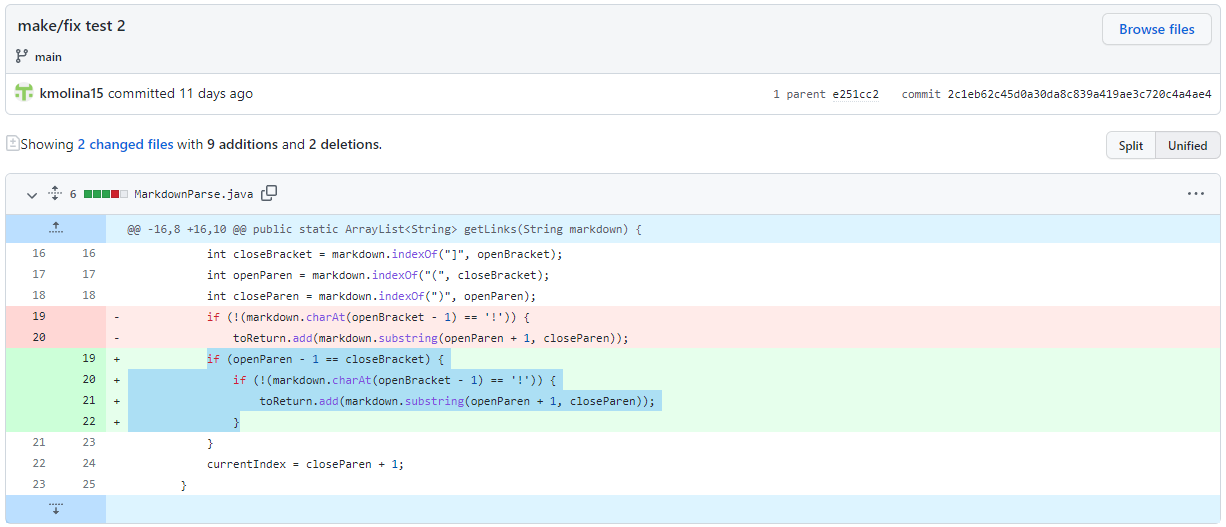 make/fix test 2
Browse files
main
kmolina15 committed 11 days ago
1 parent e251cc2 commit 2c1eb62c45d0a30da8c839a419ae3c720c4a4ae4
Showing 2 changed files with 9 additions and 2 deletions.
Split Unified
6 MarkdownParse.java
@@ -16,8 +16,10 @@ public static ArrayList<String> getLinks(String markdown) {
16 16 int closeBracket = markdown.indexOf("]", openBracket);
17 17 int openParen = markdown.indexOf("(", closeBracket);
18 18 int closeParen = markdown.indexOf(")", openParen);
19 - if (!(markdown.charAt(openBracket - 1) == '!')) {
20 - toReturn.add(markdown.substring(openParen + 1, closeParen));
19 + if (openParen - 1 == closeBracket) {
20 + if (!(markdown.charAt(openBracket - 1) == '!')) {
21 + toReturn.add(markdown.substring(openParen + 1, closeParen));
22 + }
21 23 }
22 24 currentIndex = closeParen + 1;
23 25 }